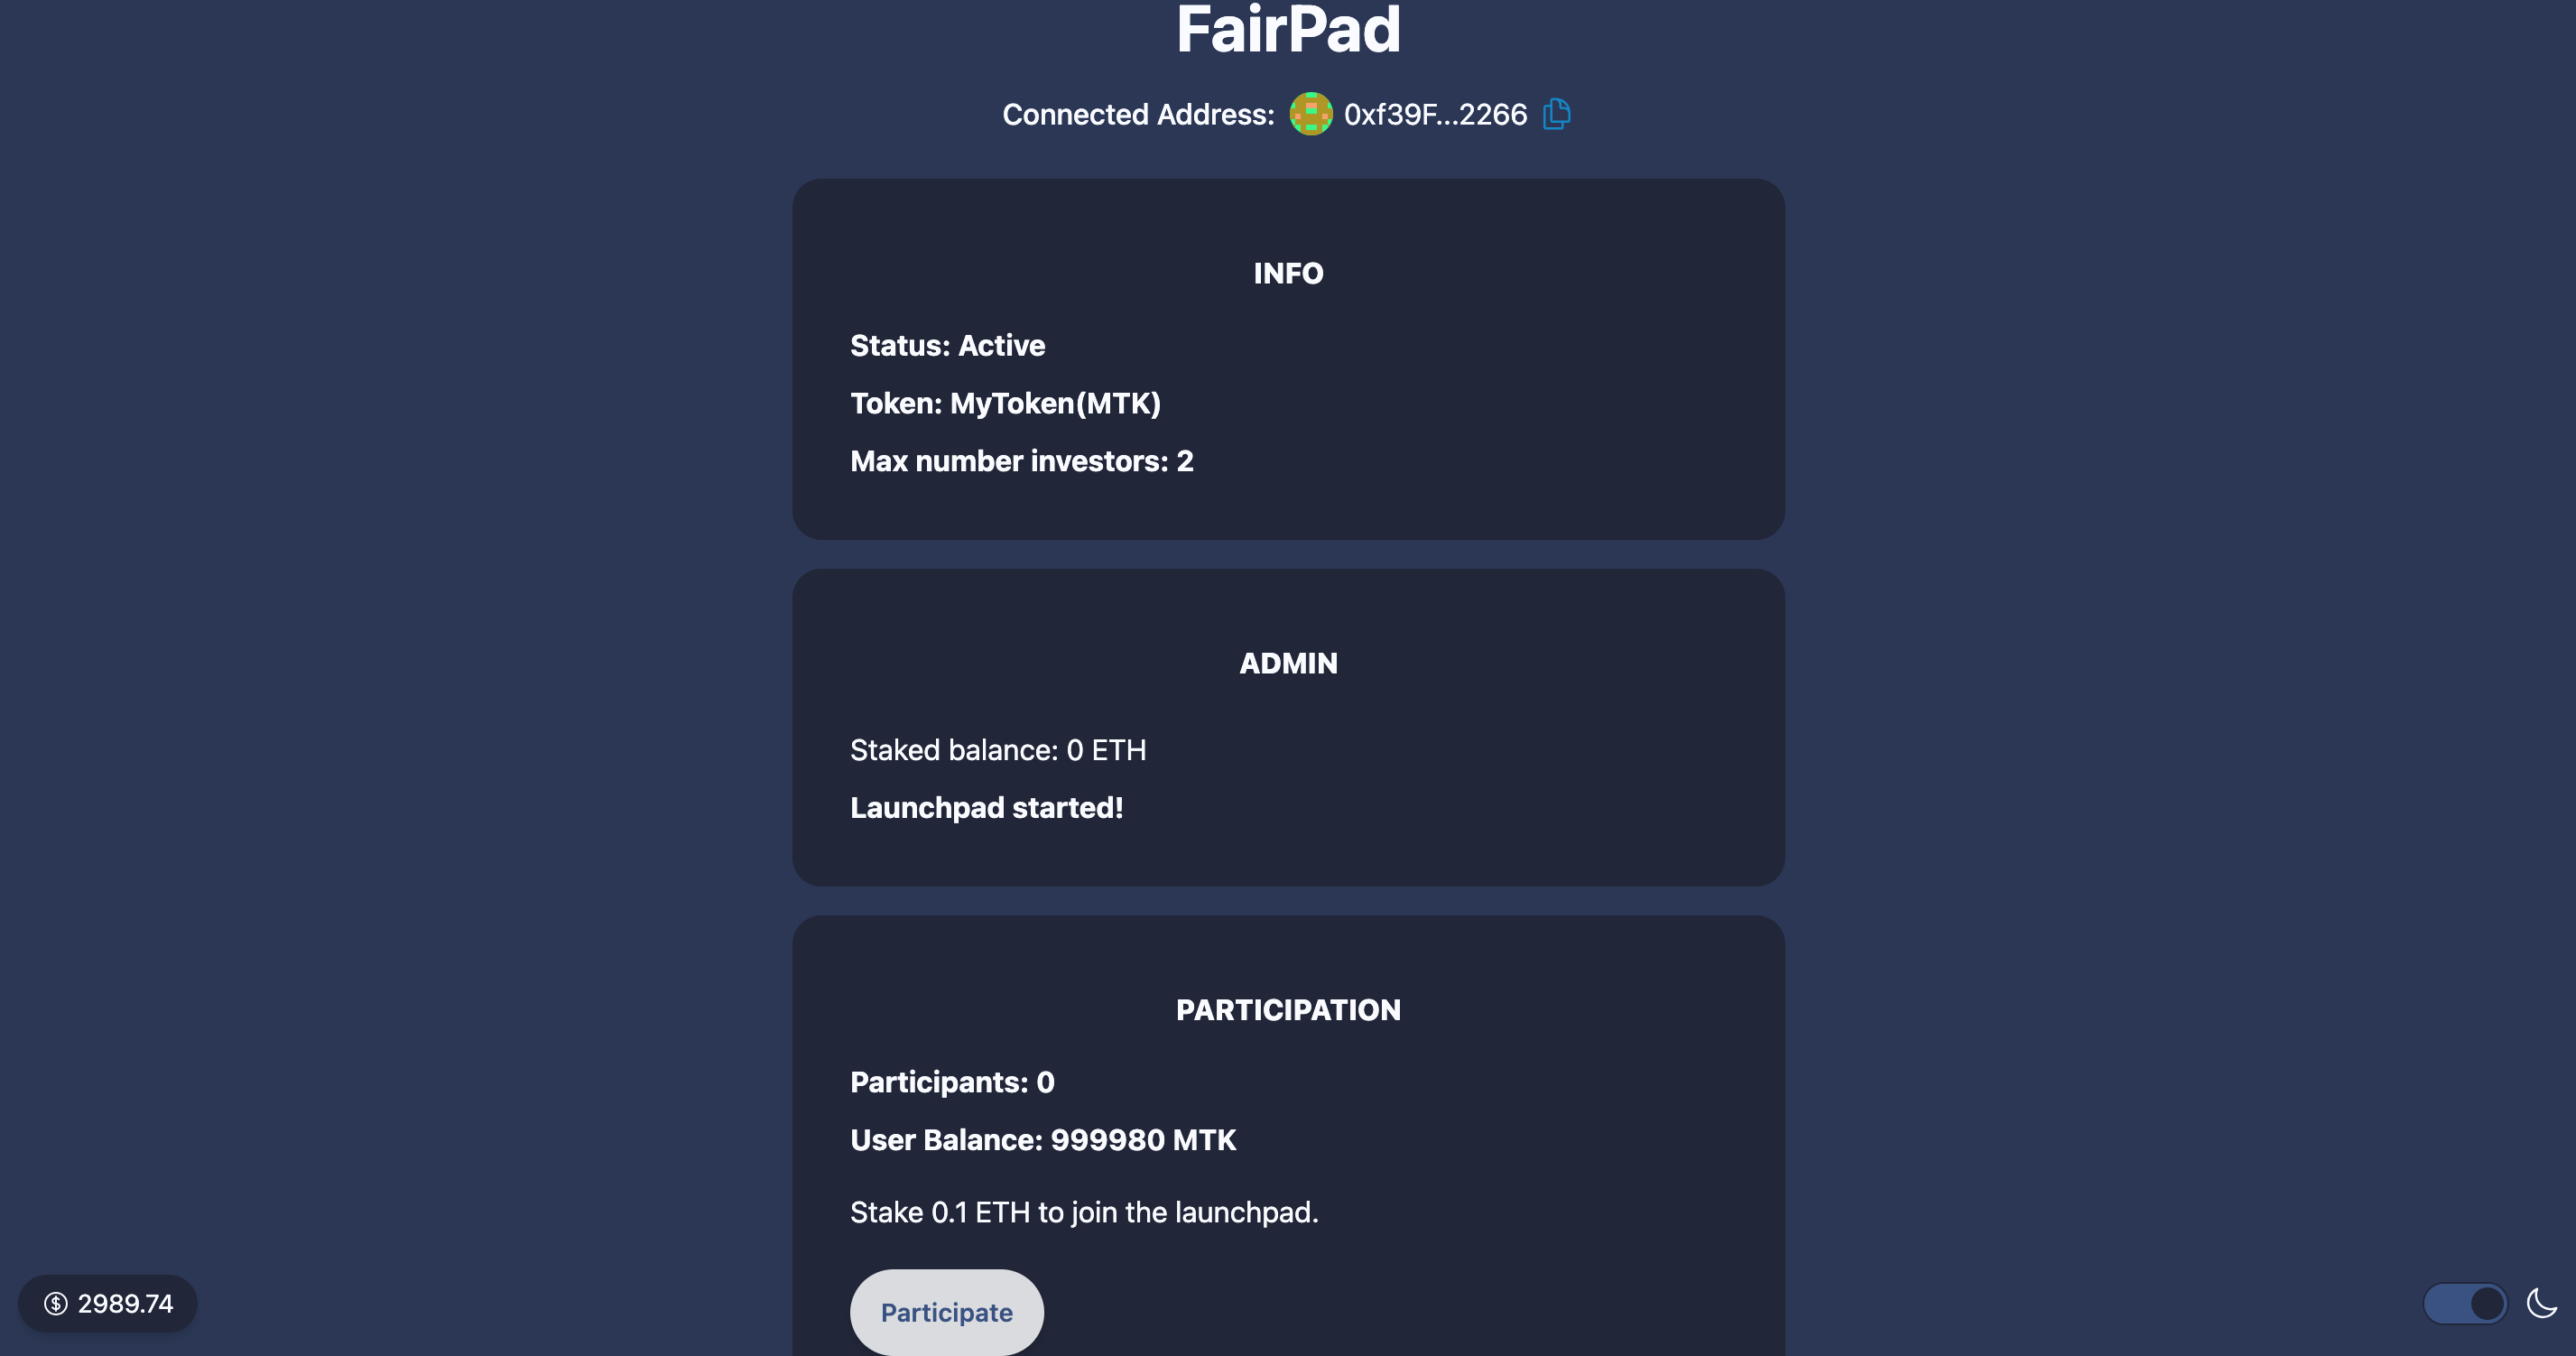 FairPad
Connected Address: 0xf39F...2266
INFO
Status: Active
Token: MyToken(MTK)
Max number investors: 2
ADMIN
Staked balance: 0 ETH
Launchpad started!
PARTICIPATION
Participants: 0
User Balance: 999980 MTK
Stake 0.1 ETH to join the launchpad.
Participate
$ 2989.74